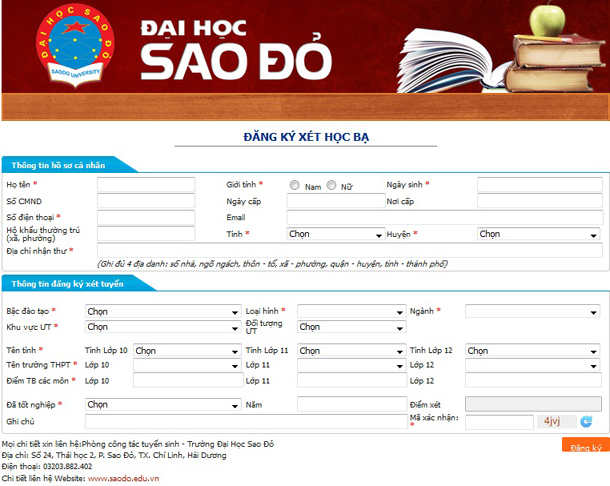 ĐẠI HỌC SAO ĐỎ
SAODO UNIVERSITY
ĐẠI HỌC
SAO ĐỎ
ĐĂNG KÝ XÉT HỌC BẠ
Thông tin hồ sơ cá nhân
Họ tên * Giới tính * Nam Nữ Ngày sinh *
Số CMND Ngày cấp Nơi cấp
Số điện thoại * Email
Hộ khẩu thường trú (xã, phường) Tỉnh * Chọn Huyện * Chọn
Địa chỉ nhận thư *
(Ghi đủ 4 địa danh: số nhà, ngõ ngách, thôn - tổ, xã - phường, quận - huyện, tỉnh - thành phố)
Thông tin đăng ký xét tuyển
Bậc đào tạo * Chọn Loại hình * Ngành *
Khu vực ƯT * Chọn Đối tượng ƯT Chọn
Tên tỉnh * Tỉnh Lớp 10 Chọn Tỉnh Lớp 11 Chọn Tỉnh Lớp 12 Chọn
Tên trường THPT * Lớp 10 Lớp 11 Lớp 12
Điểm TB các môn * Lớp 10 Lớp 11 Lớp 12
Đã tốt nghiệp * Chọn Năm Điểm xét
Ghi chú Mã xác nhận: * 4jvj
Mọi chi tiết xin liên hệ:Phòng công tác tuyển sinh - Trường Đại Học Sao Đỏ
Địa chỉ: Số 24, Thái học 2, P. Sao Đỏ, TX. Chí Linh, Hải Dương
Điện thoại: 03203.882.402
Chi tiết liên hệ Website: www.saodo.edu.vn
Đăng ký